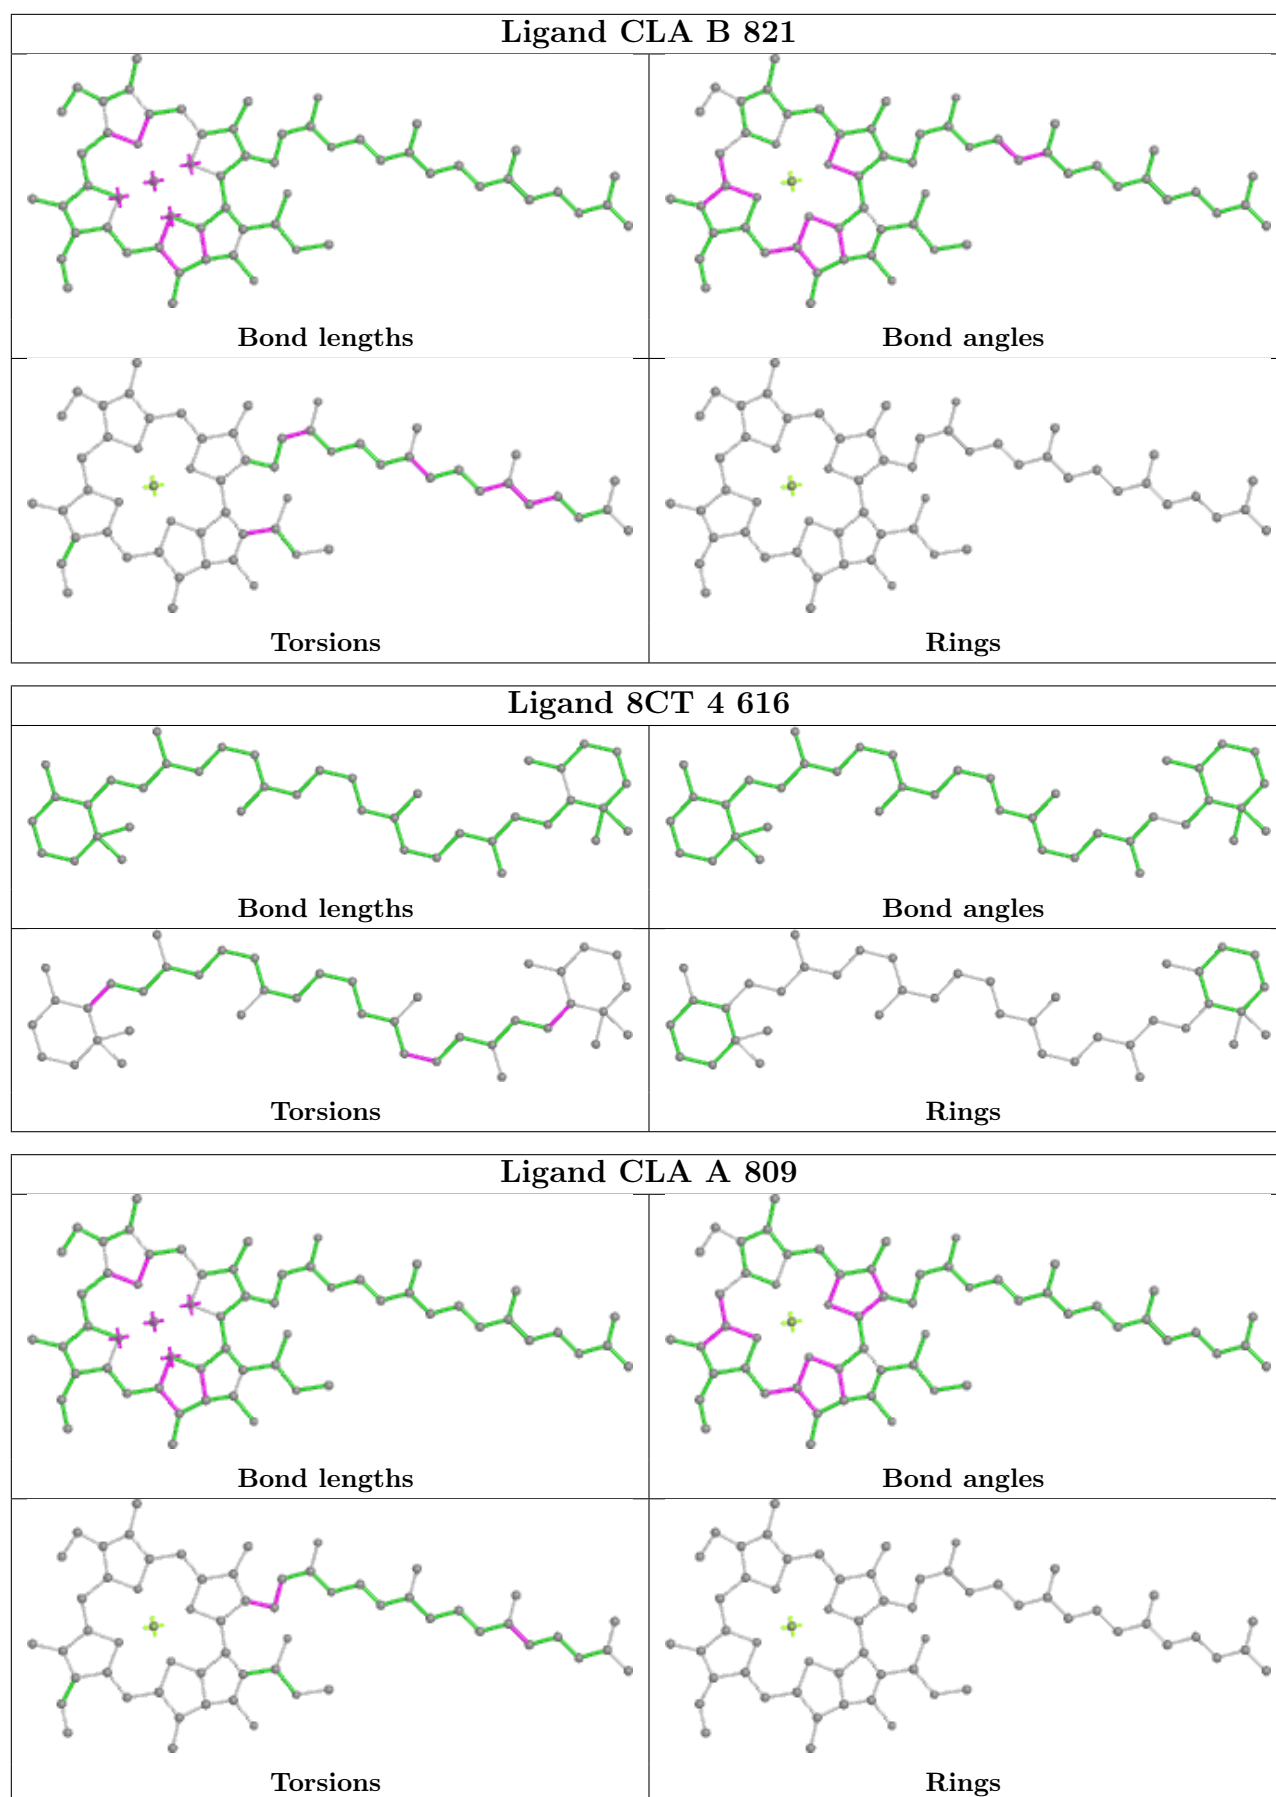 Ligand CLA B 821
Bond lengths
Bond angles
Torsions
Rings
Ligand 8CT 4 616
Bond lengths
Bond angles
Torsions
Rings
Ligand CLA A 809
Bond lengths
Bond angles
Torsions
Rings